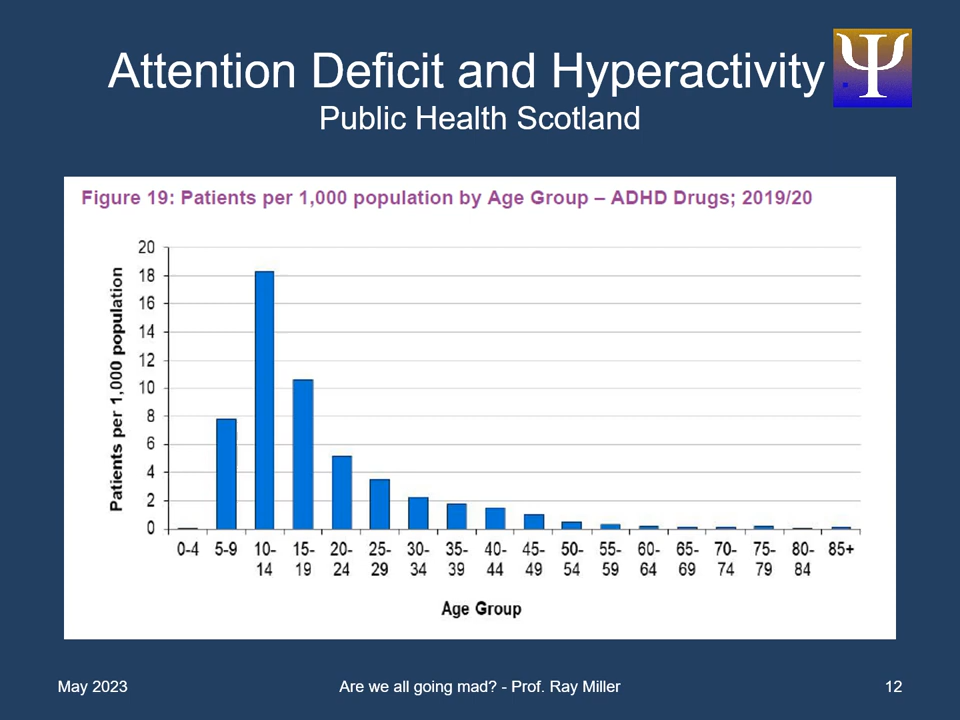 Attention Deficit and Hyperactivity .
Ψ
Public Health Scotland
Figure 19: Patients per 1,000 population by Age Group – ADHD Drugs; 2019/20
Patients per 1,000 population
20
18
16
14
12
10
8
6
4
2
0
0-4 5-9 10-14 15-19 20-24 25-29 30-34 35-39 40-44 45-49 50-54 55-59 60-64 65-69 70-74 75-79 80-84 85+
Age Group
May 2023
Are we all going mad? - Prof. Ray Miller
12